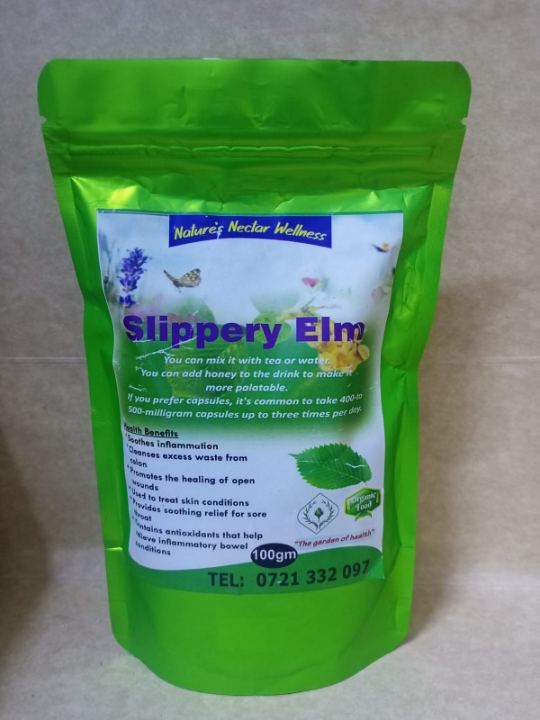 Nature's Nectar Wellness
Slippery Elm
You can mix it with tea or water.
You can add honey to the drink to make it
more palatable.
If you prefer capsules, it's common to take 400-to
500-milligram capsules up to three times per day.
Health Benefits
*Soothes inflammation
*Cleanses excess waste from
colon
*Promotes the healing of open
wounds
*Used to treat skin conditions
*Provides soothing relief for sore
throat
*Contains antioxidants that help
relieve inflammatory bowel
conditions
Organic
Food
"The garden of health"
100gm
TEL: 0721 332 097